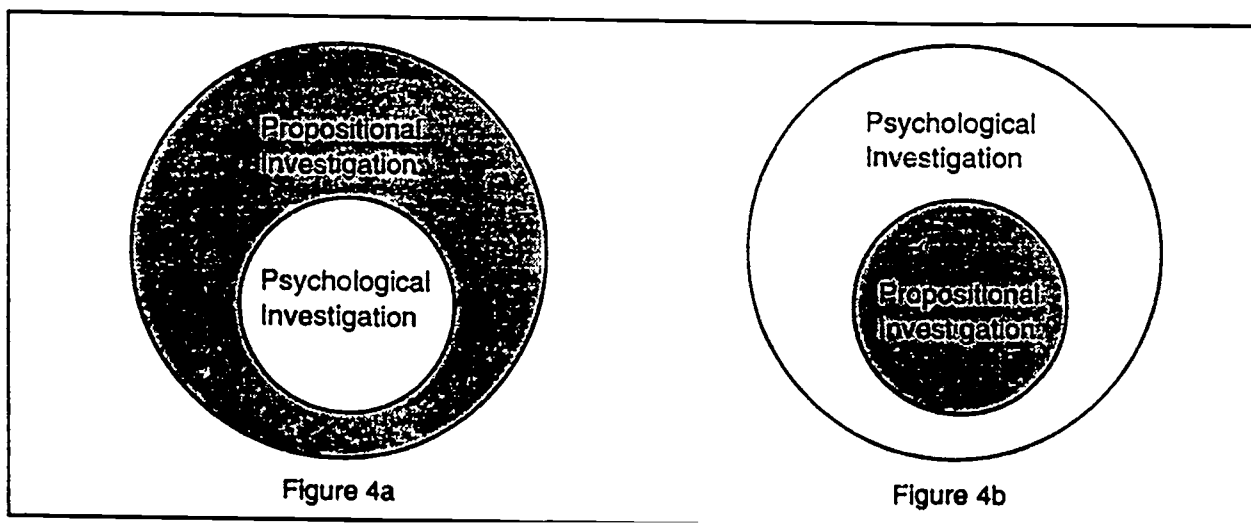 Propositional
Investigation
Psychological
Investigation
Figure 4a
Psychological
Investigation
Propositional
Investigation
Figure 4b